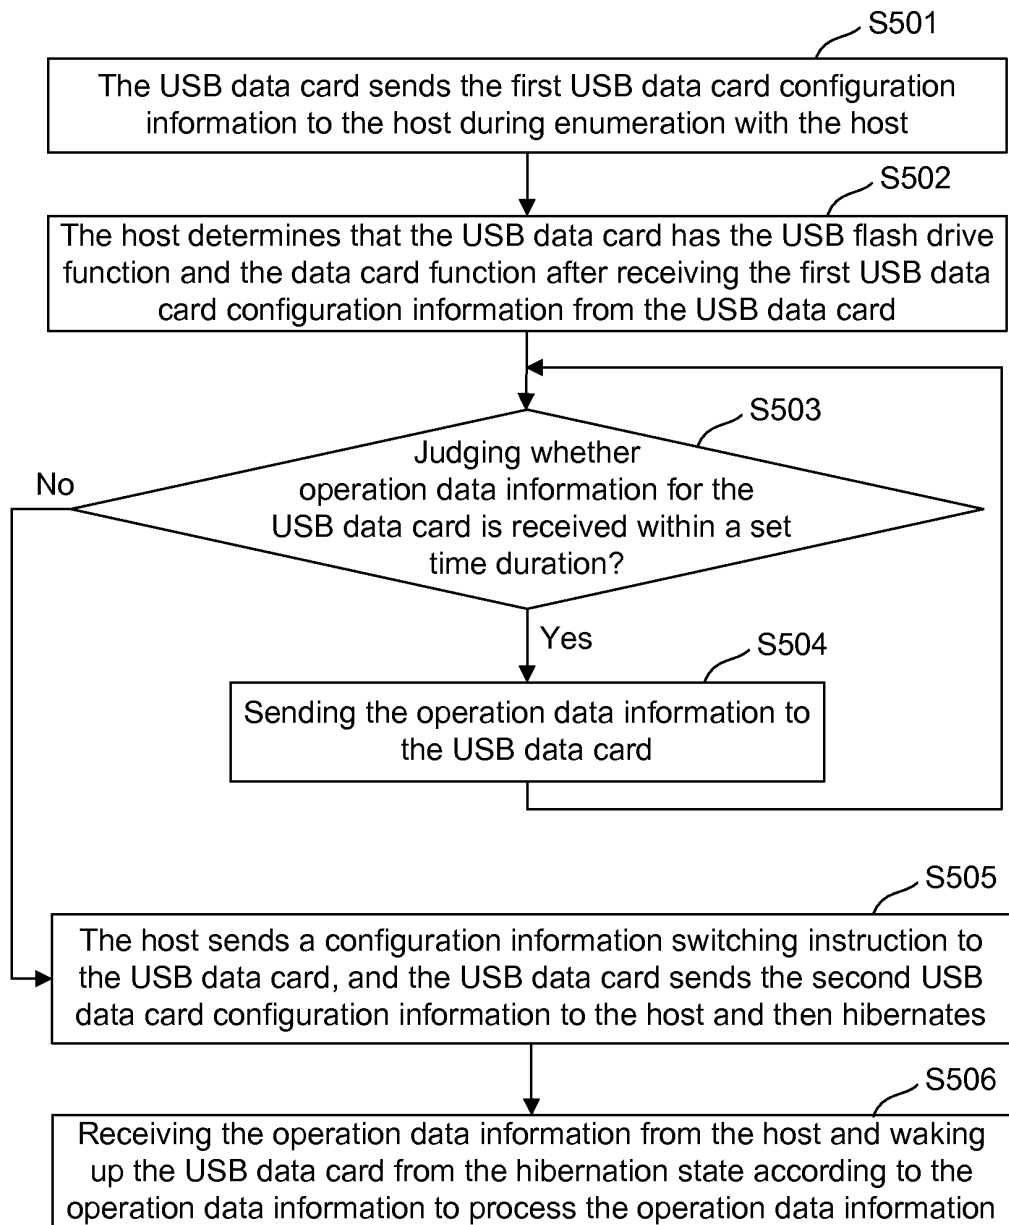 S501
The USB data card sends the first USB data card configuration
information to the host during enumeration with the host
S502
The host determines that the USB data card has the USB flash drive
function and the data card function after receiving the first USB data
card configuration information from the USB data card
S503
Judging whether
operation data information for the
USB data card is received within a set
time duration?
No
Yes
S504
Sending the operation data information to
the USB data card
S505
The host sends a configuration information switching instruction to
the USB data card, and the USB data card sends the second USB
data card configuration information to the host and then hibernates
S506
Receiving the operation data information from the host and waking
up the USB data card from the hibernation state according to the
operation data information to process the operation data information